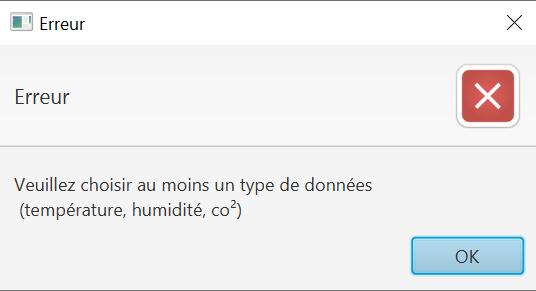 Erreur
Erreur
Veuillez choisir au moins un type de données
(température, humidité, co²)
OK